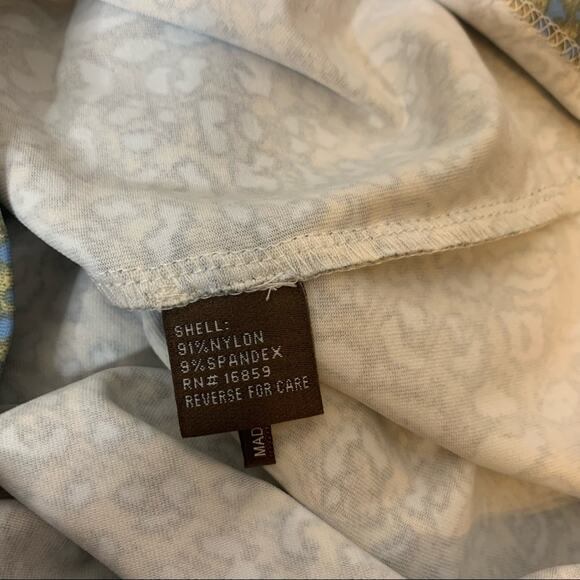 SHELL:
91%NYLON
9%SPANDEX
RN# 16859
REVERSE FOR CARE
MAD